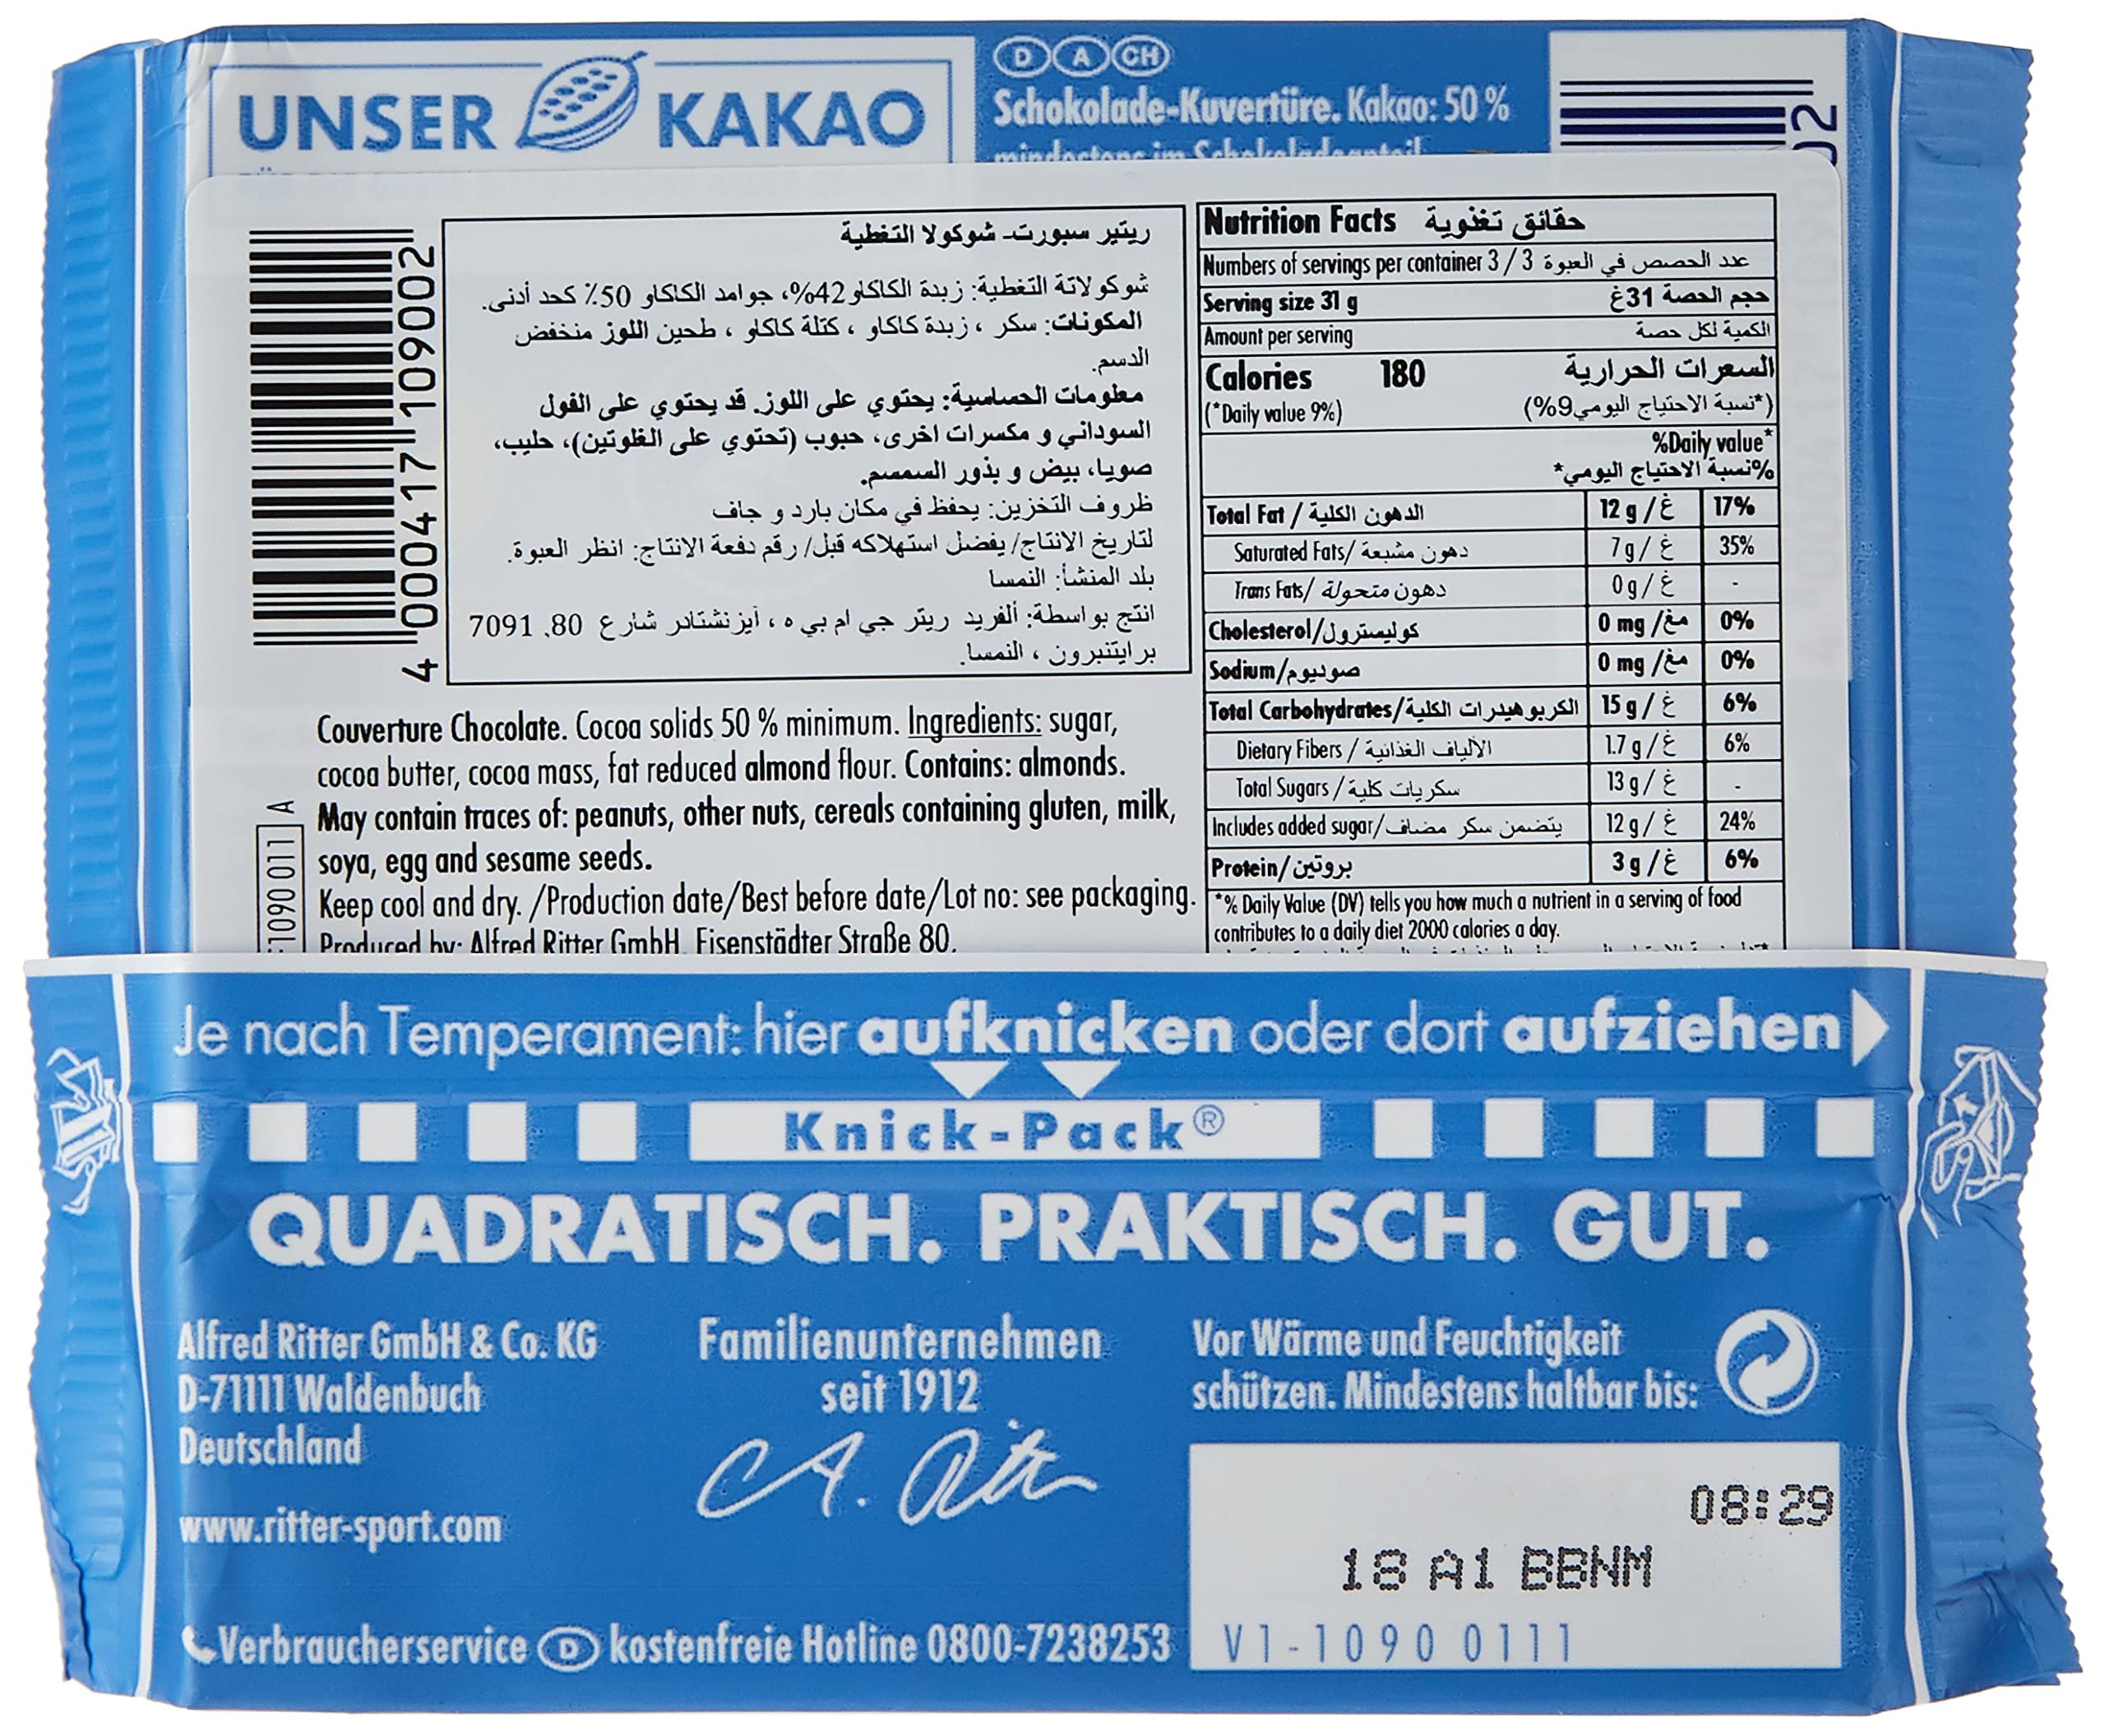 UNSER KAKAO
D A CH
Schokolade-Kuvertüre. Kakao: 50 %
mindestens im Schokoladeanteil
02
4 000417 109002
ريتير سبورت- شوكولا التغطية
شوكولاتة التغطية: زبدة الكاكاو 42%، جوامد الكاكاو 50٪ كحد أدنى.
المكونات: سكر ، زبدة كاكاو ، كتلة كاكاو ، طحين اللوز منخفض
الدسم.
معلومات الحساسية: يحتوي على اللوز. قد يحتوي على الفول
السوداني و مكسرات اخرى، حبوب (تحتوي على الغلوتين)، حليب،
صويا، بيض و بذور السمسم.
ظروف التخزين: يحفظ في مكان بارد و جاف
لتاريخ الانتاج/ يفضل استهلاكه قبل/ رقم دفعة الانتاج: انظر العبوة.
بلد المنشأ: النمسا
انتج بواسطة: ألفريد ريتر جي ام بي ه ، آيزنشتادر شارع 80، 7091
برايتنبرون ، النمسا.
Couverture Chocolate. Cocoa solids 50 % minimum. Ingredients: sugar,
cocoa butter, cocoa mass, fat reduced almond flour. Contains: almonds.
May contain traces of: peanuts, other nuts, cereals containing gluten, milk,
soya, egg and sesame seeds.
Keep cool and dry. /Production date/Best before date/Lot no: see packaging.
Produced by: Alfred Ritter GmbH, Eisenstädter Straße 80,
1090 011 A
Nutrition Facts حقائق تغذوية
Numbers of servings per container 3 / 3 عدد الحصص في العبوة
Serving size 31 g حجم الحصة 31غ
Amount per serving الكمية لكل حصة
Calories 180 السعرات الحرارية
(*Daily value 9%) (*نسبة الاحتياج اليومي9%)
%Daily value*
%نسبة الاحتياج اليومي*
Total Fat / الدهون الكلية 12 g / غ 17%
Saturated Fats/ دهون مشبعة 7 g / غ 35%
Trans Fats/ دهون متحولة 0 g / غ -
Cholesterol/كوليسترول 0 mg / مغ 0%
Sodium/صوديوم 0 mg / مغ 0%
Total Carbohydrates/الكربوهيدرات الكلية 15 g / غ 6%
Dietary Fibers / الألياف الغذائية 1.7 g / غ 6%
Total Sugars / سكريات كلية 13 g / غ -
Includes added sugar/يتضمن سكر مضاف 12 g / غ 24%
Protein/بروتين 3 g / غ 6%
*% Daily Value (DV) tells you how much a nutrient in a serving of food
contributes to a daily diet 2000 calories a day.
Je nach Temperament: hier aufknicken oder dort aufziehen
Knick-Pack®
QUADRATISCH. PRAKTISCH. GUT.
Alfred Ritter GmbH & Co. KG
D-71111 Waldenbuch
Deutschland
www.ritter-sport.com
Familienunternehmen
seit 1912
A. Ritter
Vor Wärme und Feuchtigkeit
schützen. Mindestens haltbar bis:
08:29
18 A1 BBNM
V1-1090 0111
Verbraucherservice D kostenfreie Hotline 0800-7238253